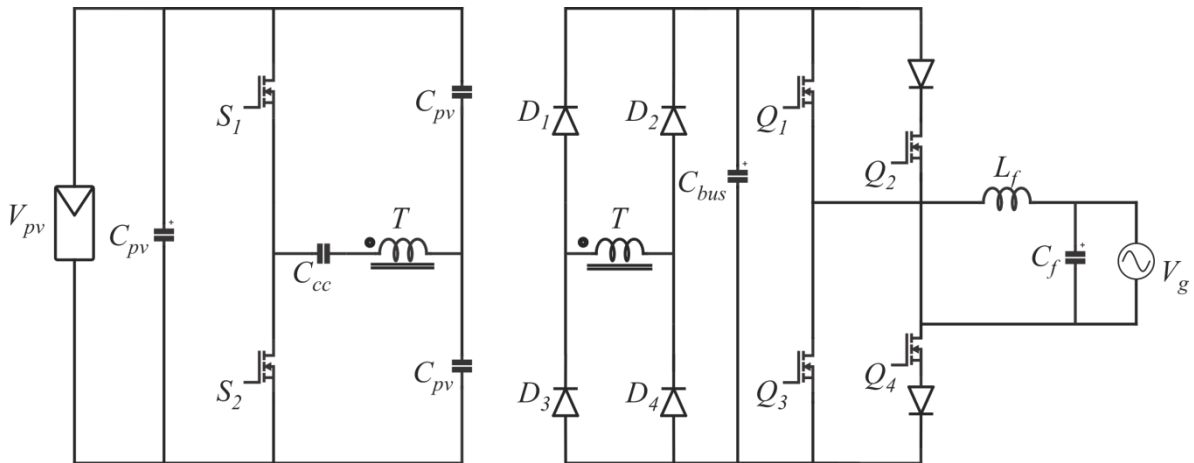 V_pv
C_pv
S_1
S_2
C_cc
T
C_pv
C_pv
D_1
D_2
D_3
D_4
T
C_bus
Q_1
Q_2
Q_3
Q_4
L_f
C_f
V_g